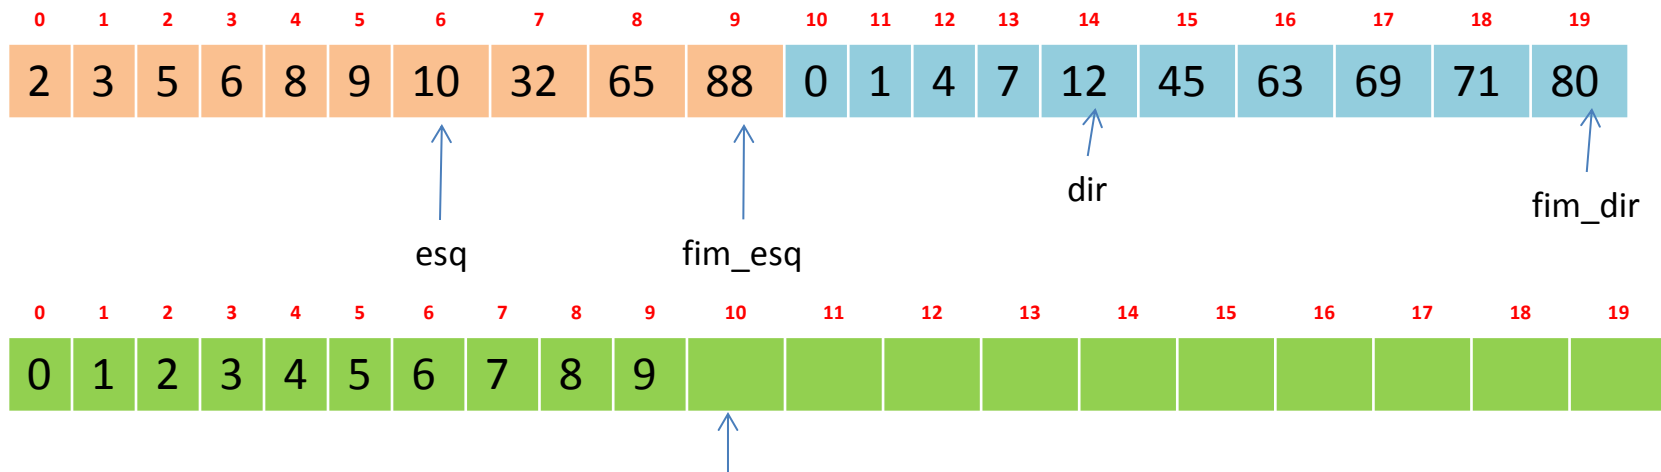 0 1 2 3 4 5 6 7 8 9 10 11 12 13 14 15 16 17 18 19
2 3 5 6 8 9 10 32 65 88 0 1 4 7 12 45 63 69 71 80
dir
fim_dir
esq fim_esq
0 1 2 3 4 5 6 7 8 9 10 11 12 13 14 15 16 17 18 19
0 1 2 3 4 5 6 7 8 9